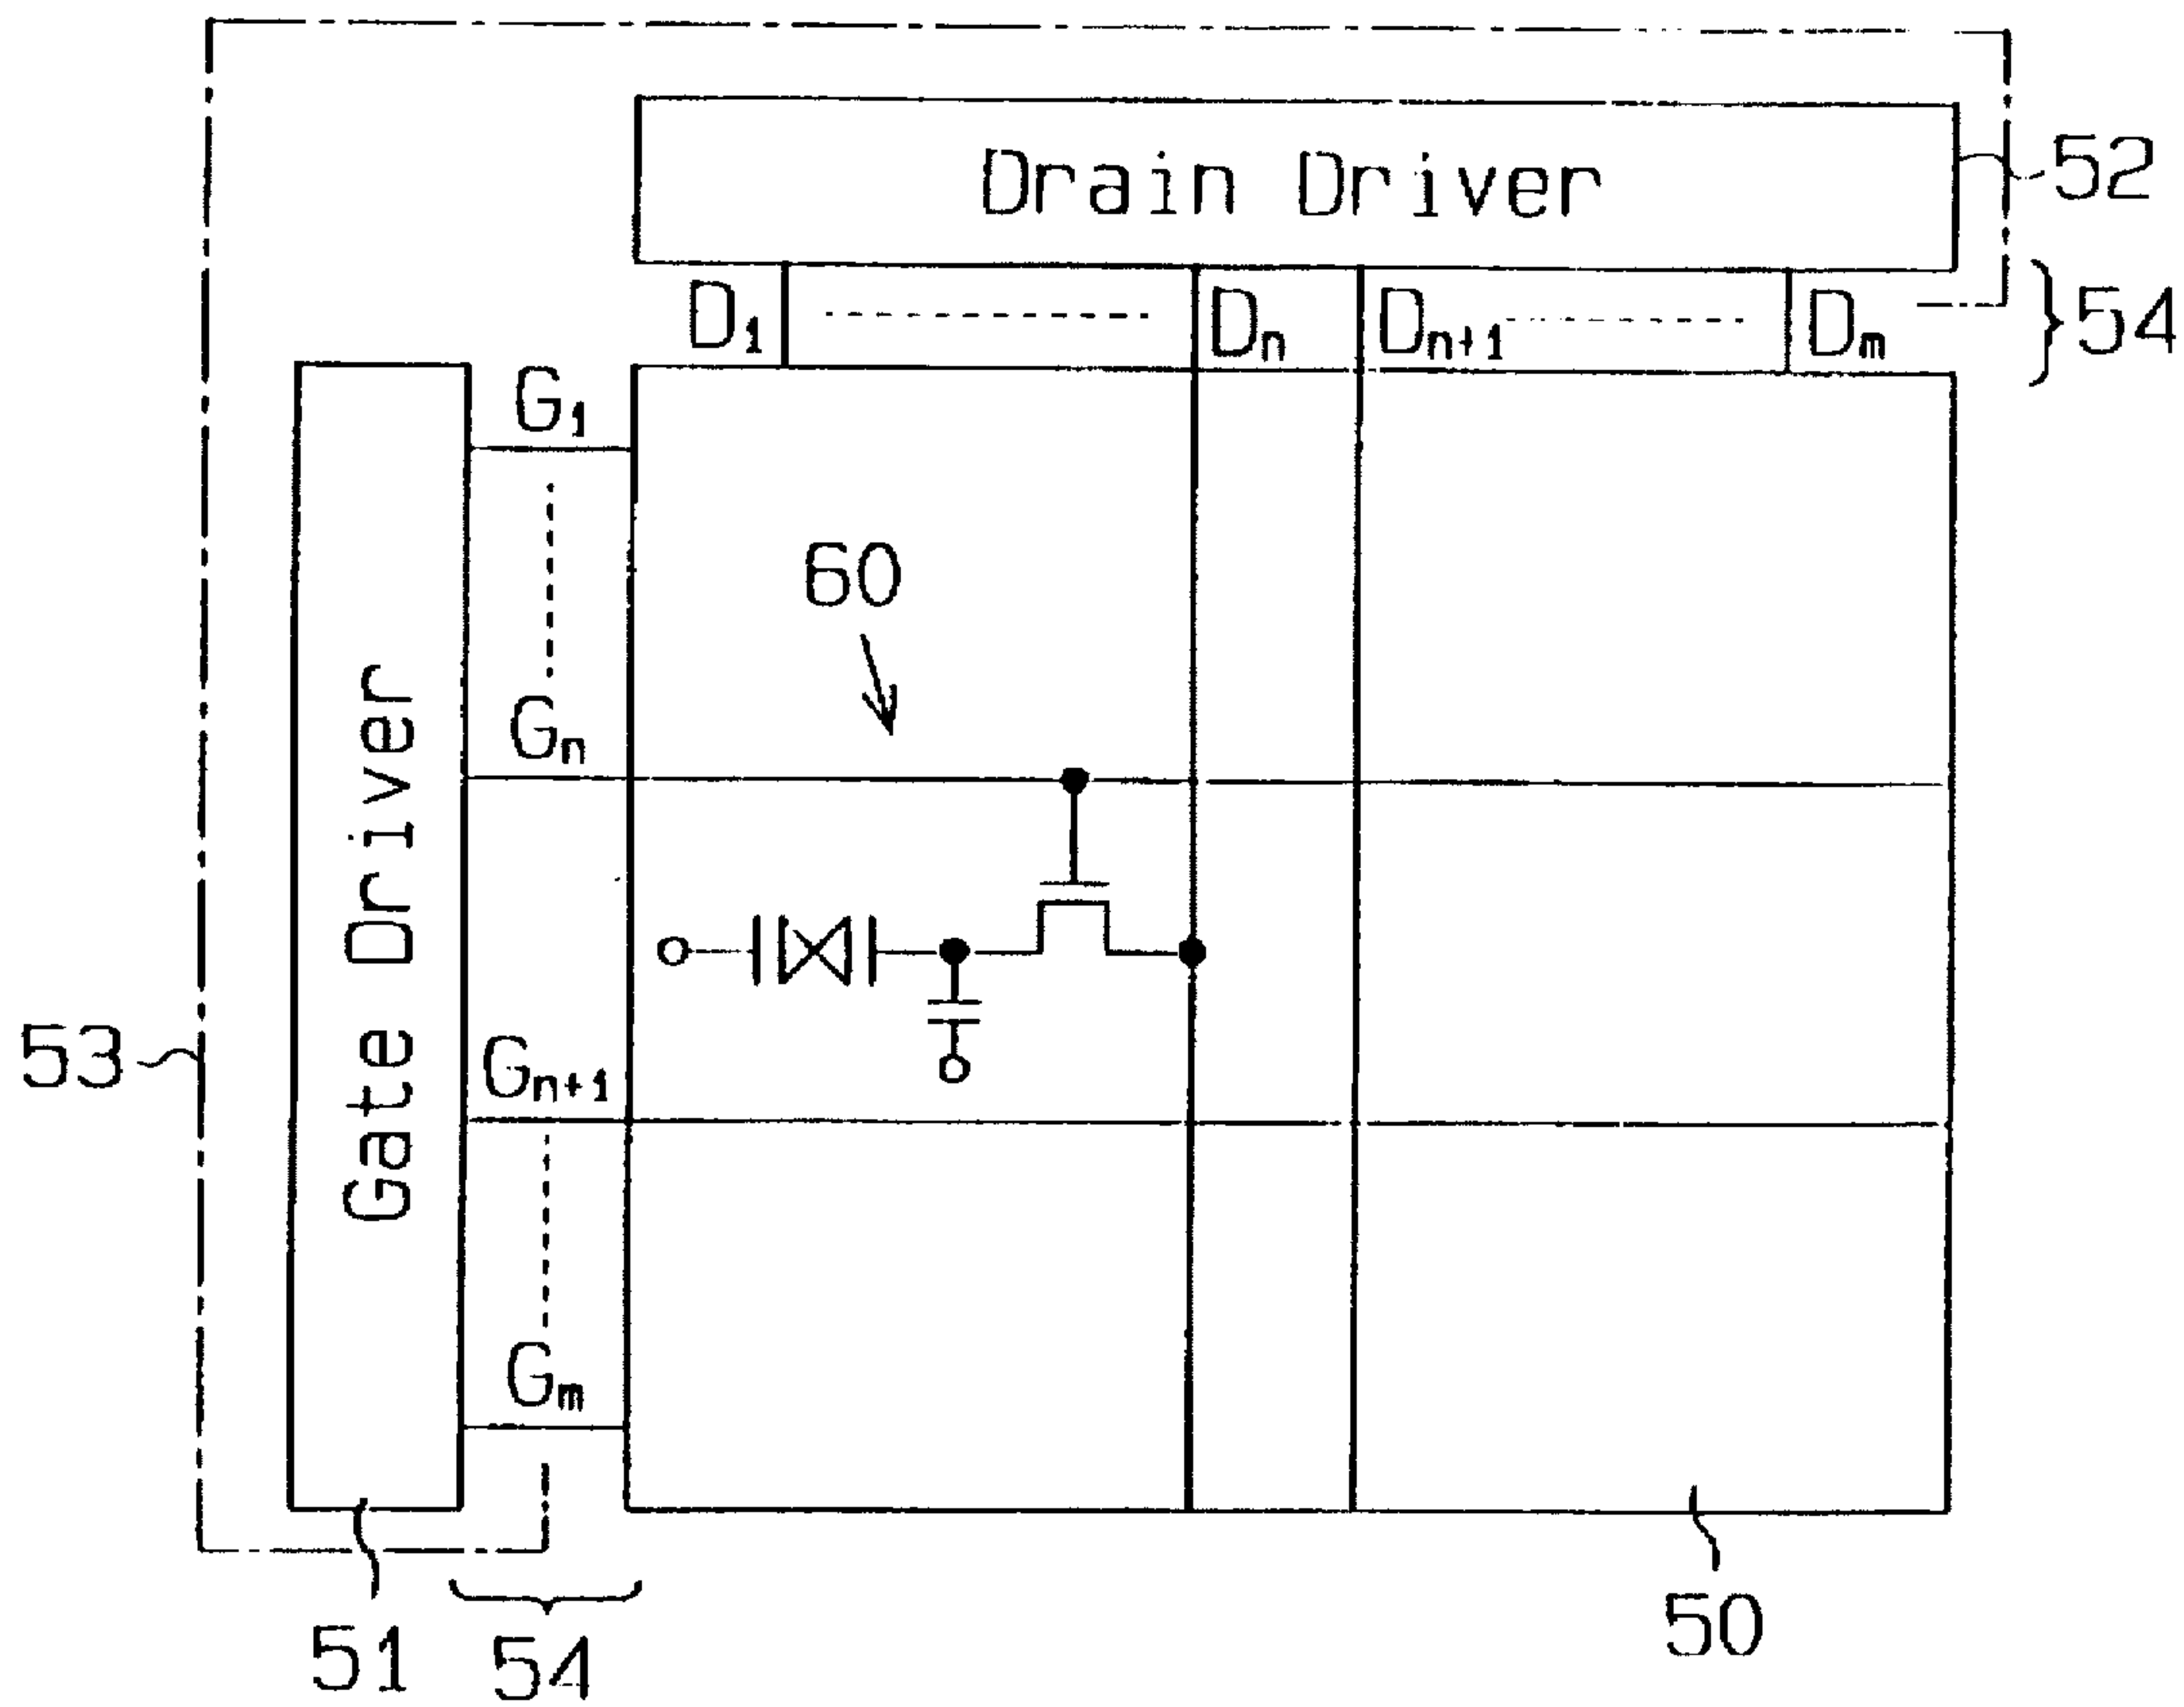 Drain Driver
52
D₁
Dₙ
Dₙ₊₁
Dₘ
54
G₁
60
Gₙ
Gate Driver
53
Gₙ₊₁
Gₘ
51
54
50